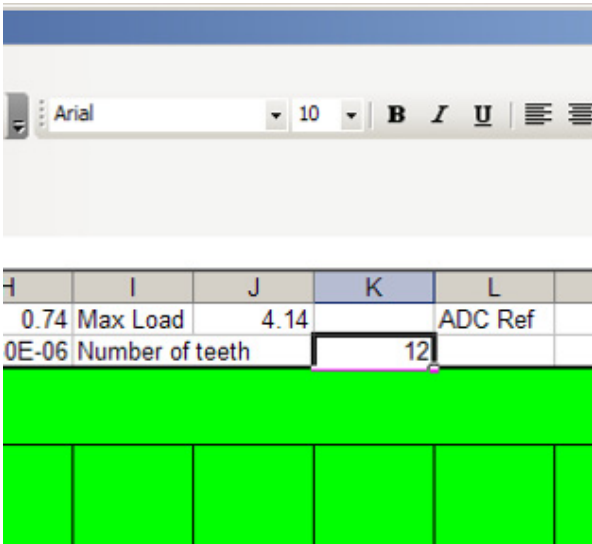 Arial 10 B I U
H I J K L
0.74 Max Load 4.14 ADC Ref
0E-06 Number of teeth 12